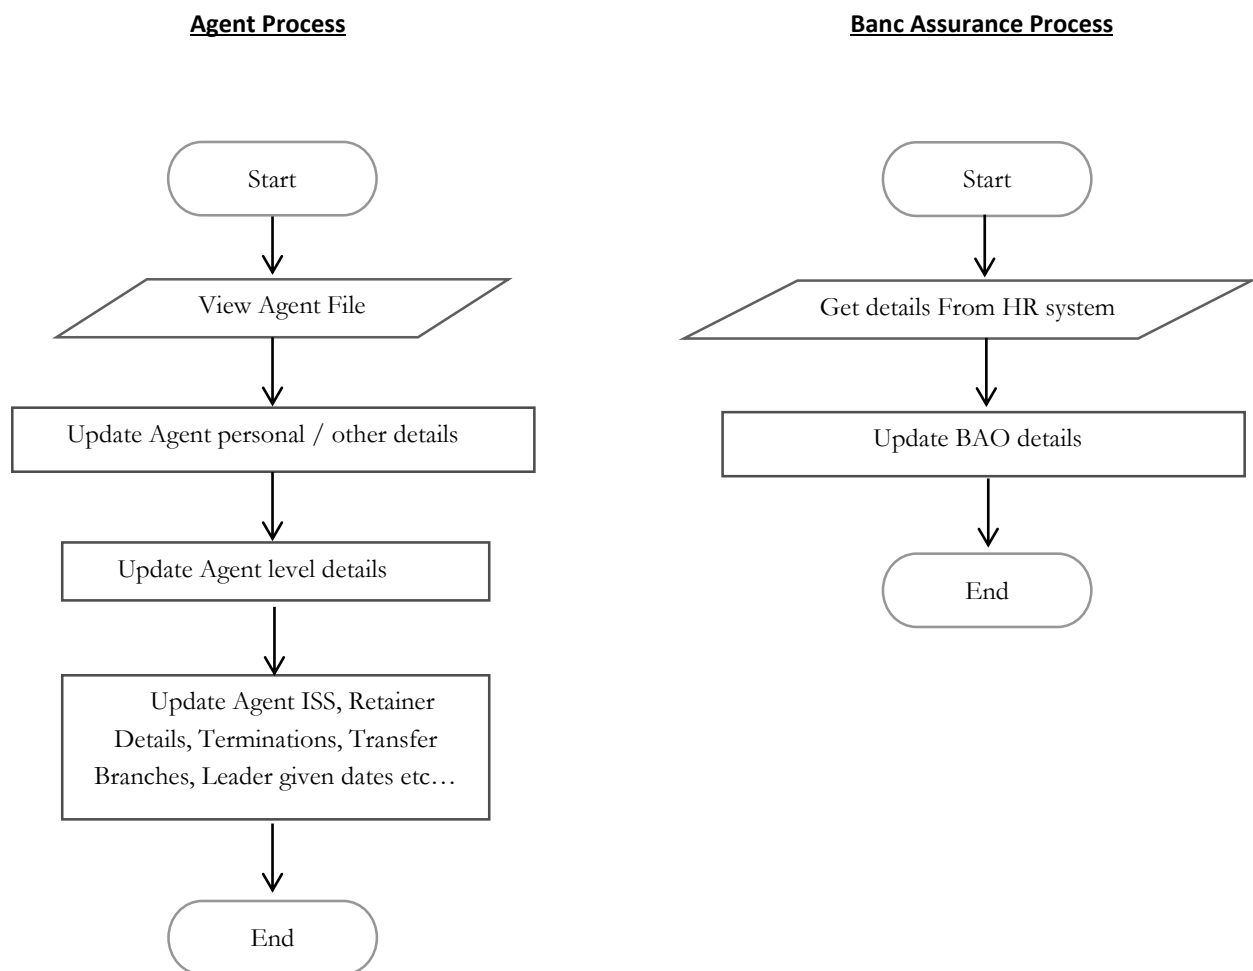 Agent Process
Start
View Agent File
Update Agent personal / other details
Update Agent level details
Update Agent ISS, Retainer
Details, Terminations, Transfer
Branches, Leader given dates etc…
End
Banc Assurance Process
Start
Get details From HR system
Update BAO details
End